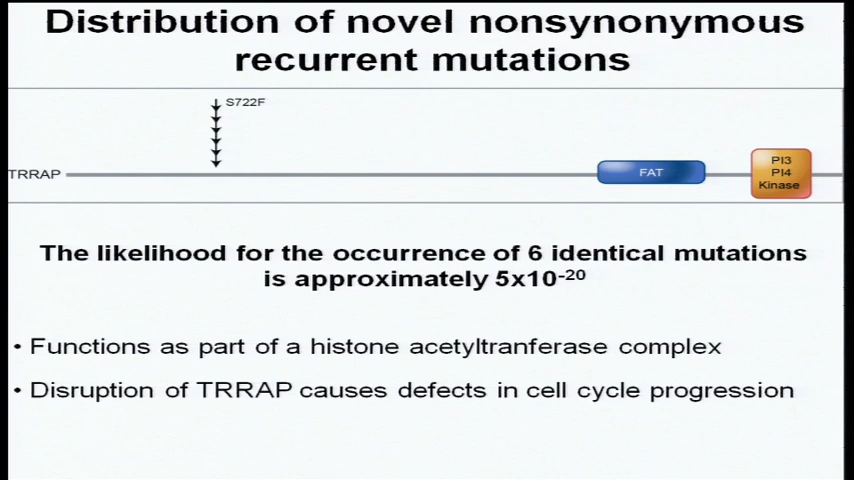 Distribution of novel nonsynonymous
recurrent mutations
S722F
TRRAP
FAT
PI3
PI4
Kinase
The likelihood for the occurrence of 6 identical mutations
is approximately 5x10⁻²⁰
• Functions as part of a histone acetyltranferase complex
• Disruption of TRRAP causes defects in cell cycle progression